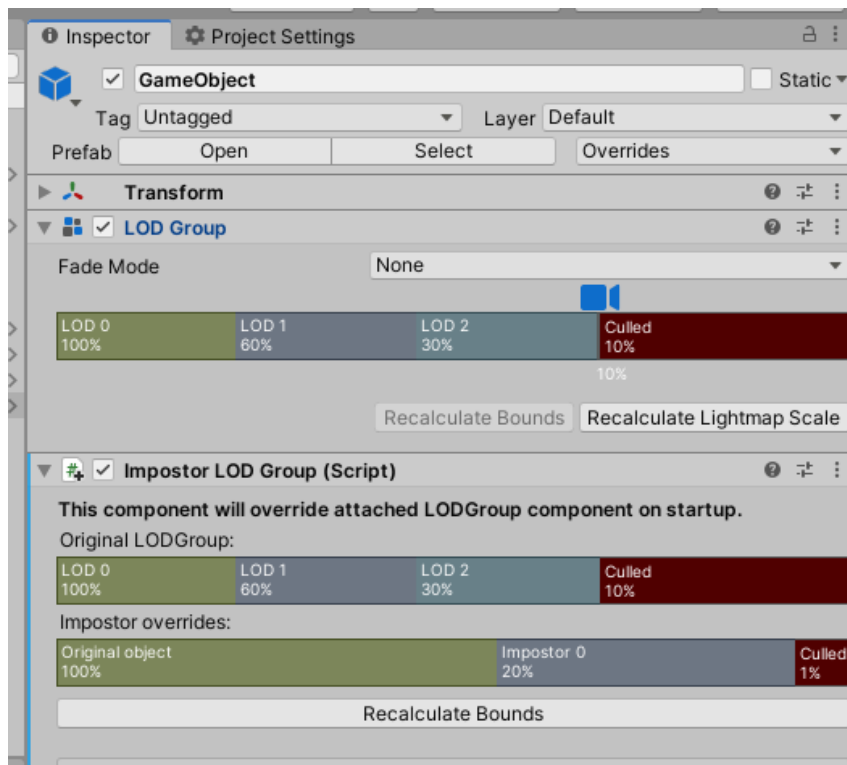 Inspector Project Settings
GameObject Static
Tag Untagged Layer Default
Prefab Open Select Overrides
Transform
LOD Group
Fade Mode None
LOD 0 LOD 1 LOD 2 Culled
100% 60% 30% 10%
10%
Recalculate Bounds Recalculate Lightmap Scale
# Impostor LOD Group (Script)
This component will override attached LODGroup component on startup.
Original LODGroup:
LOD 0 LOD 1 LOD 2 Culled
100% 60% 30% 10%
Impostor overrides:
Original object Impostor 0 Culled
100% 20% 1%
Recalculate Bounds